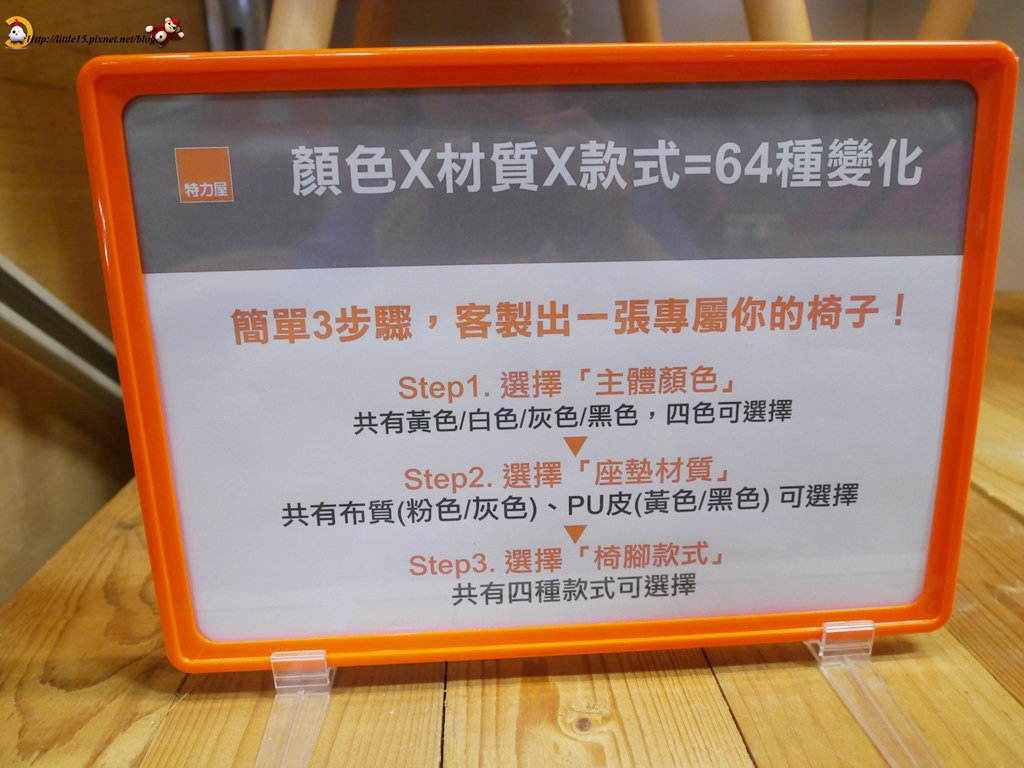 Http://little15.pixnet.net/blog
特力屋
顏色X材質X款式=64種變化
簡單3步驟，客製出一張專屬你的椅子！
Step1. 選擇「主體顏色」
共有黃色/白色/灰色/黑色，四色可選擇
Step2. 選擇「座墊材質」
共有布質(粉色/灰色)、PU皮(黃色/黑色) 可選擇
Step3. 選擇「椅腳款式」
共有四種款式可選擇